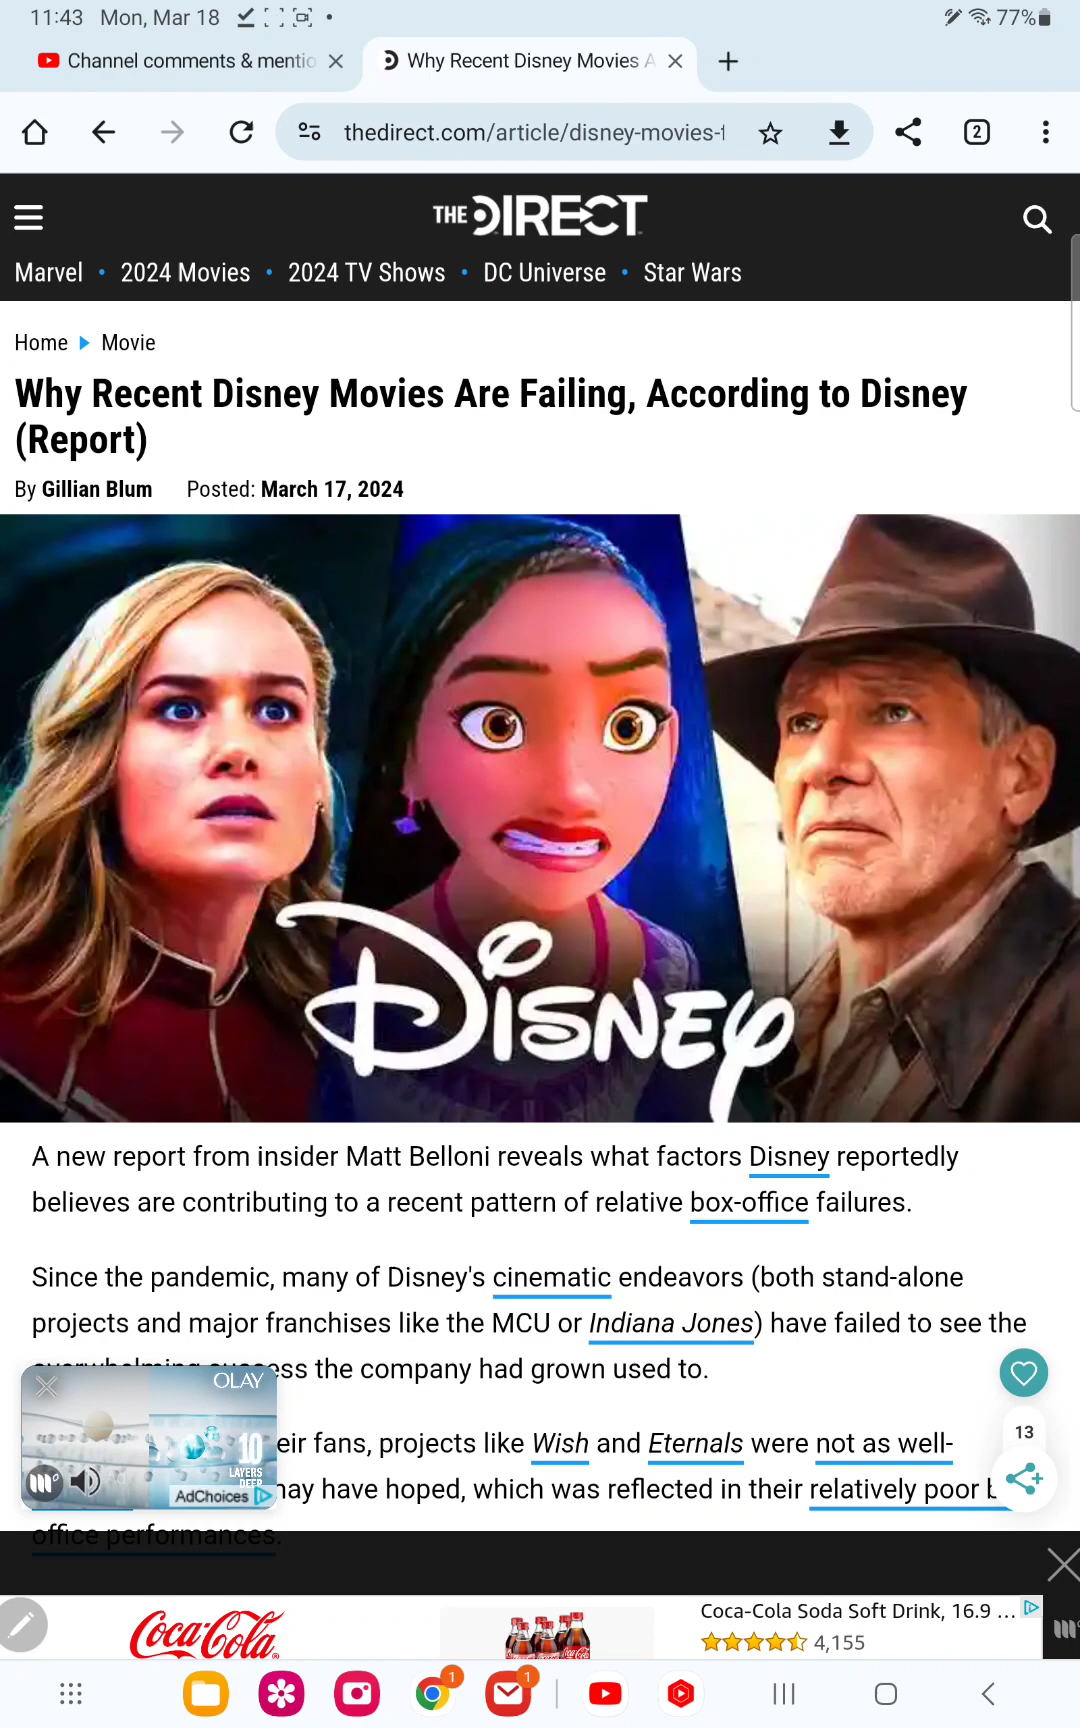 11:43 Mon, Mar 18
77%
Channel comments & mentio
Why Recent Disney Movies A
thedirect.com/article/disney-movies-f
2
THE DIRECT
Marvel • 2024 Movies • 2024 TV Shows • DC Universe • Star Wars
Home ▶ Movie
Why Recent Disney Movies Are Failing, According to Disney
(Report)
By Gillian Blum Posted: March 17, 2024
DISNEY
A new report from insider Matt Belloni reveals what factors Disney reportedly
believes are contributing to a recent pattern of relative box-office failures.
Since the pandemic, many of Disney's cinematic endeavors (both stand-alone
projects and major franchises like the MCU or Indiana Jones) have failed to see the
overwhelming success the company had grown used to.
OLAY
10
LAYERS
DEEP
AdChoices
eir fans, projects like Wish and Eternals were not as well-
may have hoped, which was reflected in their relatively poor b
office performances.
13
Coca-Cola
Coca-Cola Soda Soft Drink, 16.9 ...
4,155
1
1